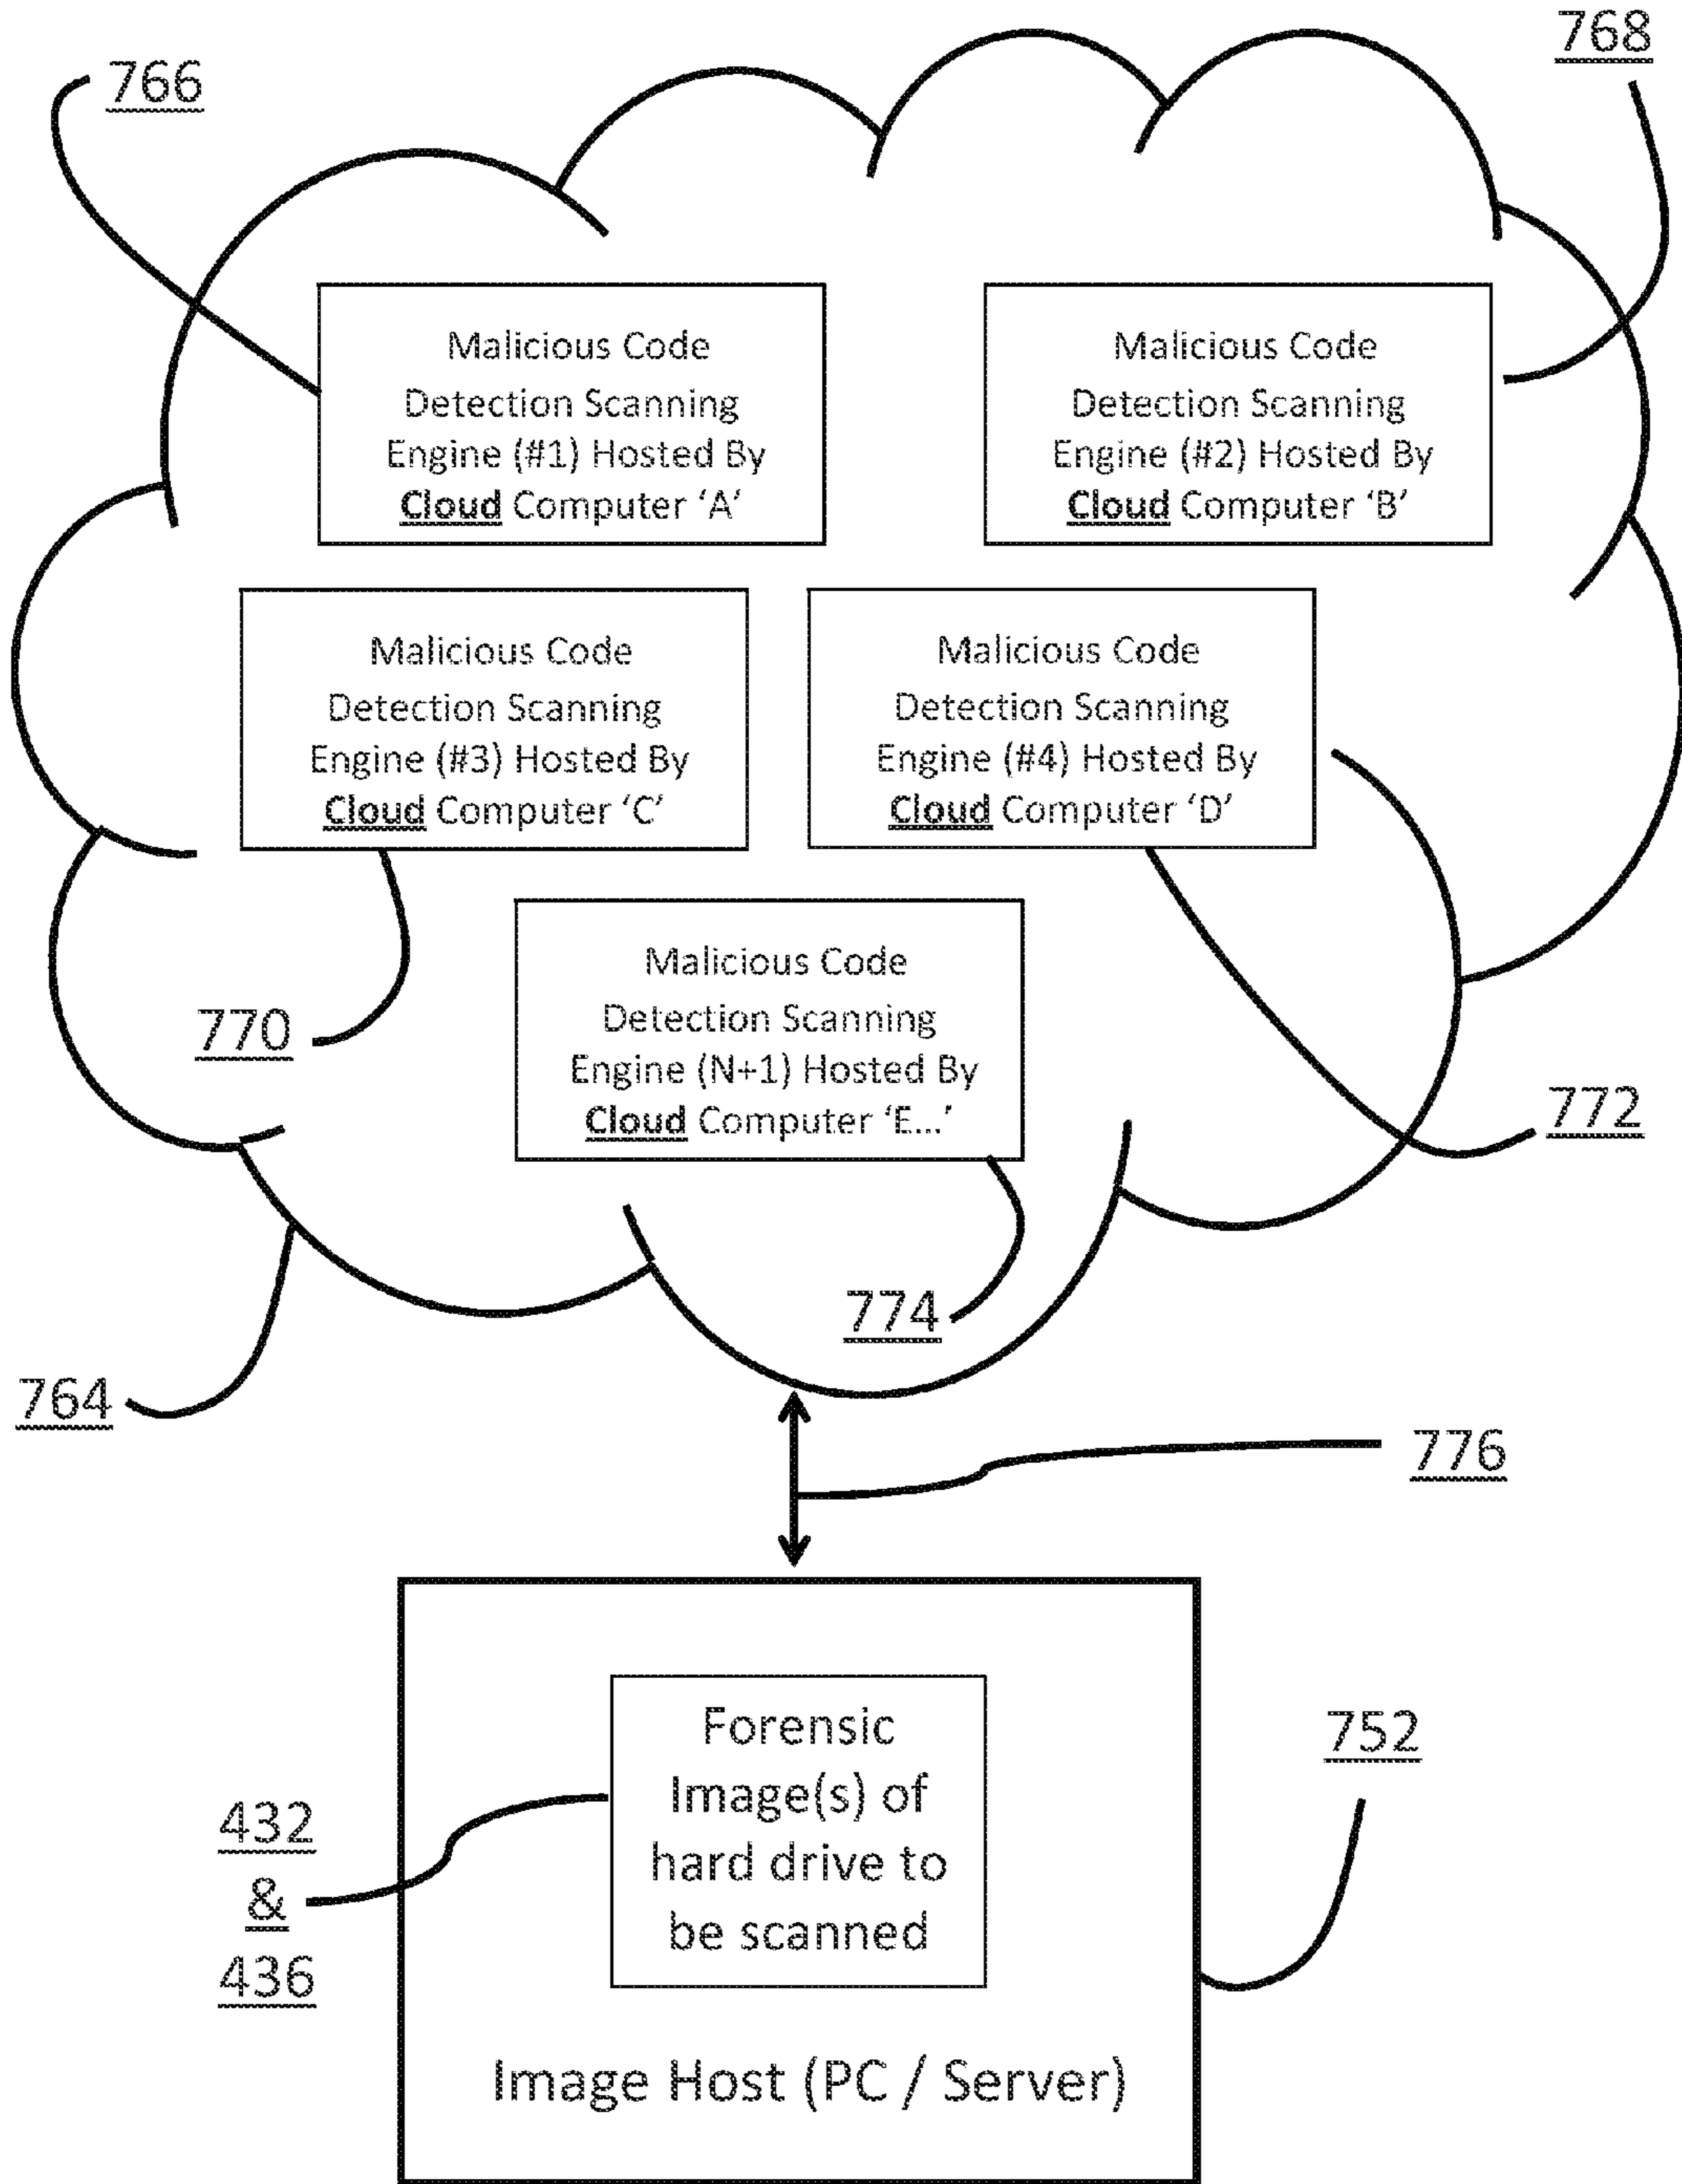 768
766
Malicious Code
Detection Scanning
Engine (#1) Hosted By
Cloud Computer ‘A’
Malicious Code
Detection Scanning
Engine (#2) Hosted By
Cloud Computer ‘B’
Malicious Code
Detection Scanning
Engine (#3) Hosted By
Cloud Computer ‘C’
Malicious Code
Detection Scanning
Engine (#4) Hosted By
Cloud Computer ‘D’
Malicious Code
Detection Scanning
Engine (N+1) Hosted By
Cloud Computer ‘E...’
770
772
774
764
776
Forensic
Image(s) of
hard drive to
be scanned
752
432
&
436
Image Host (PC / Server)